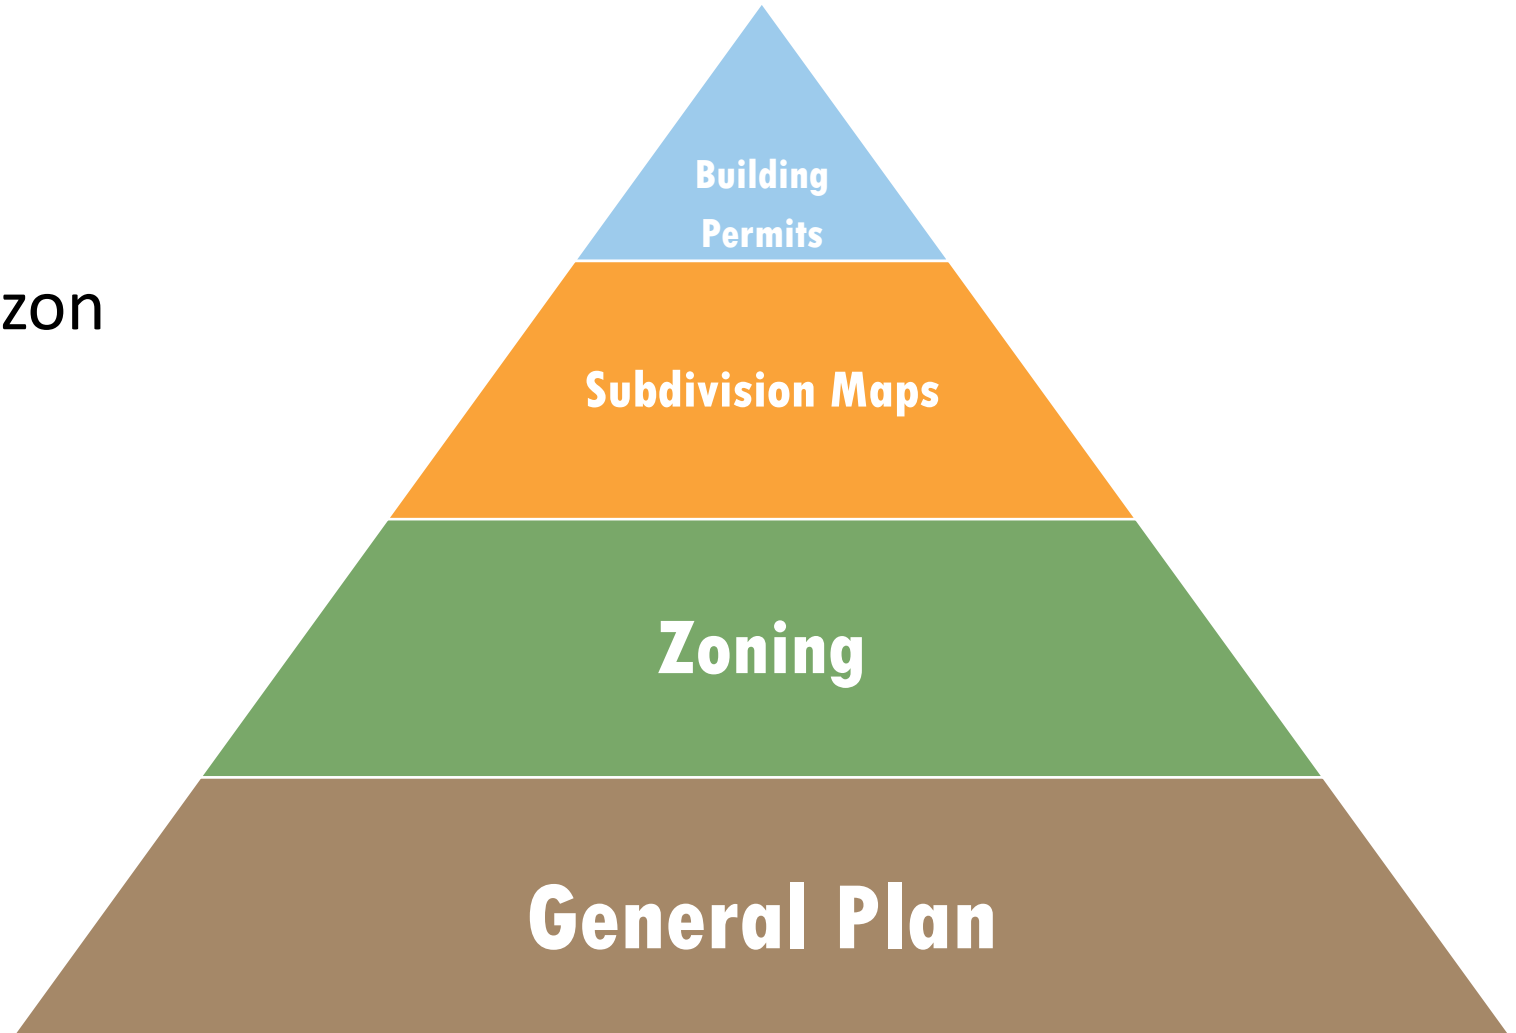 Building
Permits
zon
Subdivision Maps
Zoning
General Plan